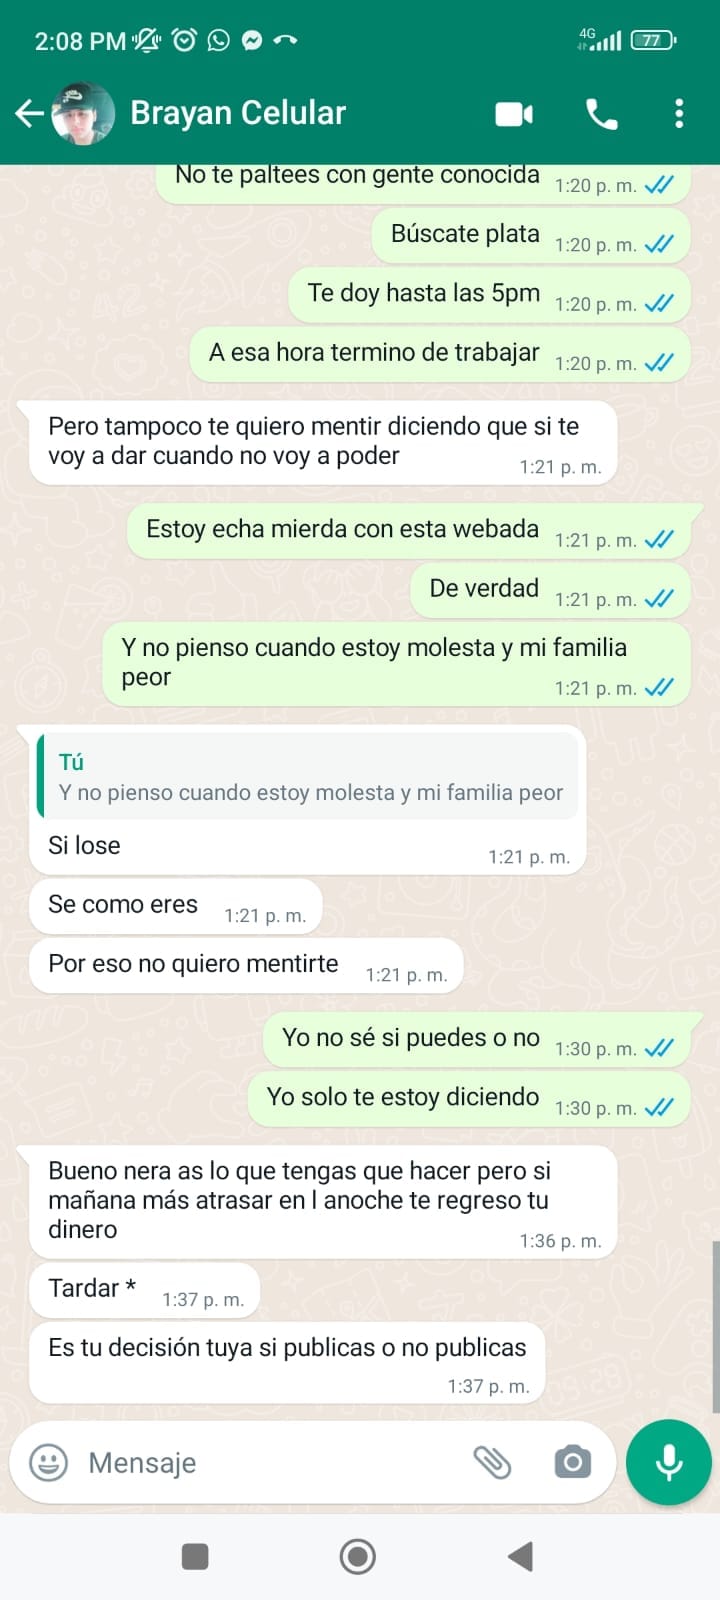 2:08 PM
4G
77
Brayan Celular
No te paltees con gente conocida
1:20 p. m.
Búscate plata
1:20 p. m.
Te doy hasta las 5pm
1:20 p. m.
A esa hora termino de trabajar
1:20 p. m.
Pero tampoco te quiero mentir diciendo que si te
voy a dar cuando no voy a poder
1:21 p. m.
Estoy echa mierda con esta webada
1:21 p. m.
De verdad
1:21 p. m.
Y no pienso cuando estoy molesta y mi familia
peor
1:21 p. m.
Tú
Y no pienso cuando estoy molesta y mi familia peor
Si lose
1:21 p. m.
Se como eres
1:21 p. m.
Por eso no quiero mentirte
1:21 p. m.
Yo no sé si puedes o no
1:30 p. m.
Yo solo te estoy diciendo
1:30 p. m.
Bueno nera as lo que tengas que hacer pero si
mañana más atrasar en l anoche te regreso tu
dinero
1:36 p. m.
Tardar *
1:37 p. m.
Es tu decisión tuya si publicas o no publicas
1:37 p. m.
Mensaje